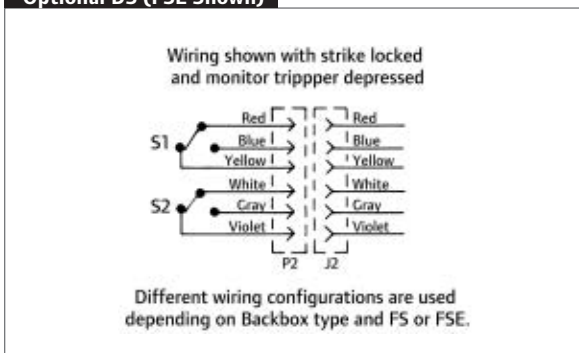 Optional DS (FSE Shown)
Wiring shown with strike locked
and monitor trippper depressed
Red Red
S1 Blue Blue
Yellow Yellow
White White
S2 Gray Gray
Violet Violet
P2 J2
Different wiring configurations are used
depending on Backbox type and FS or FSE.